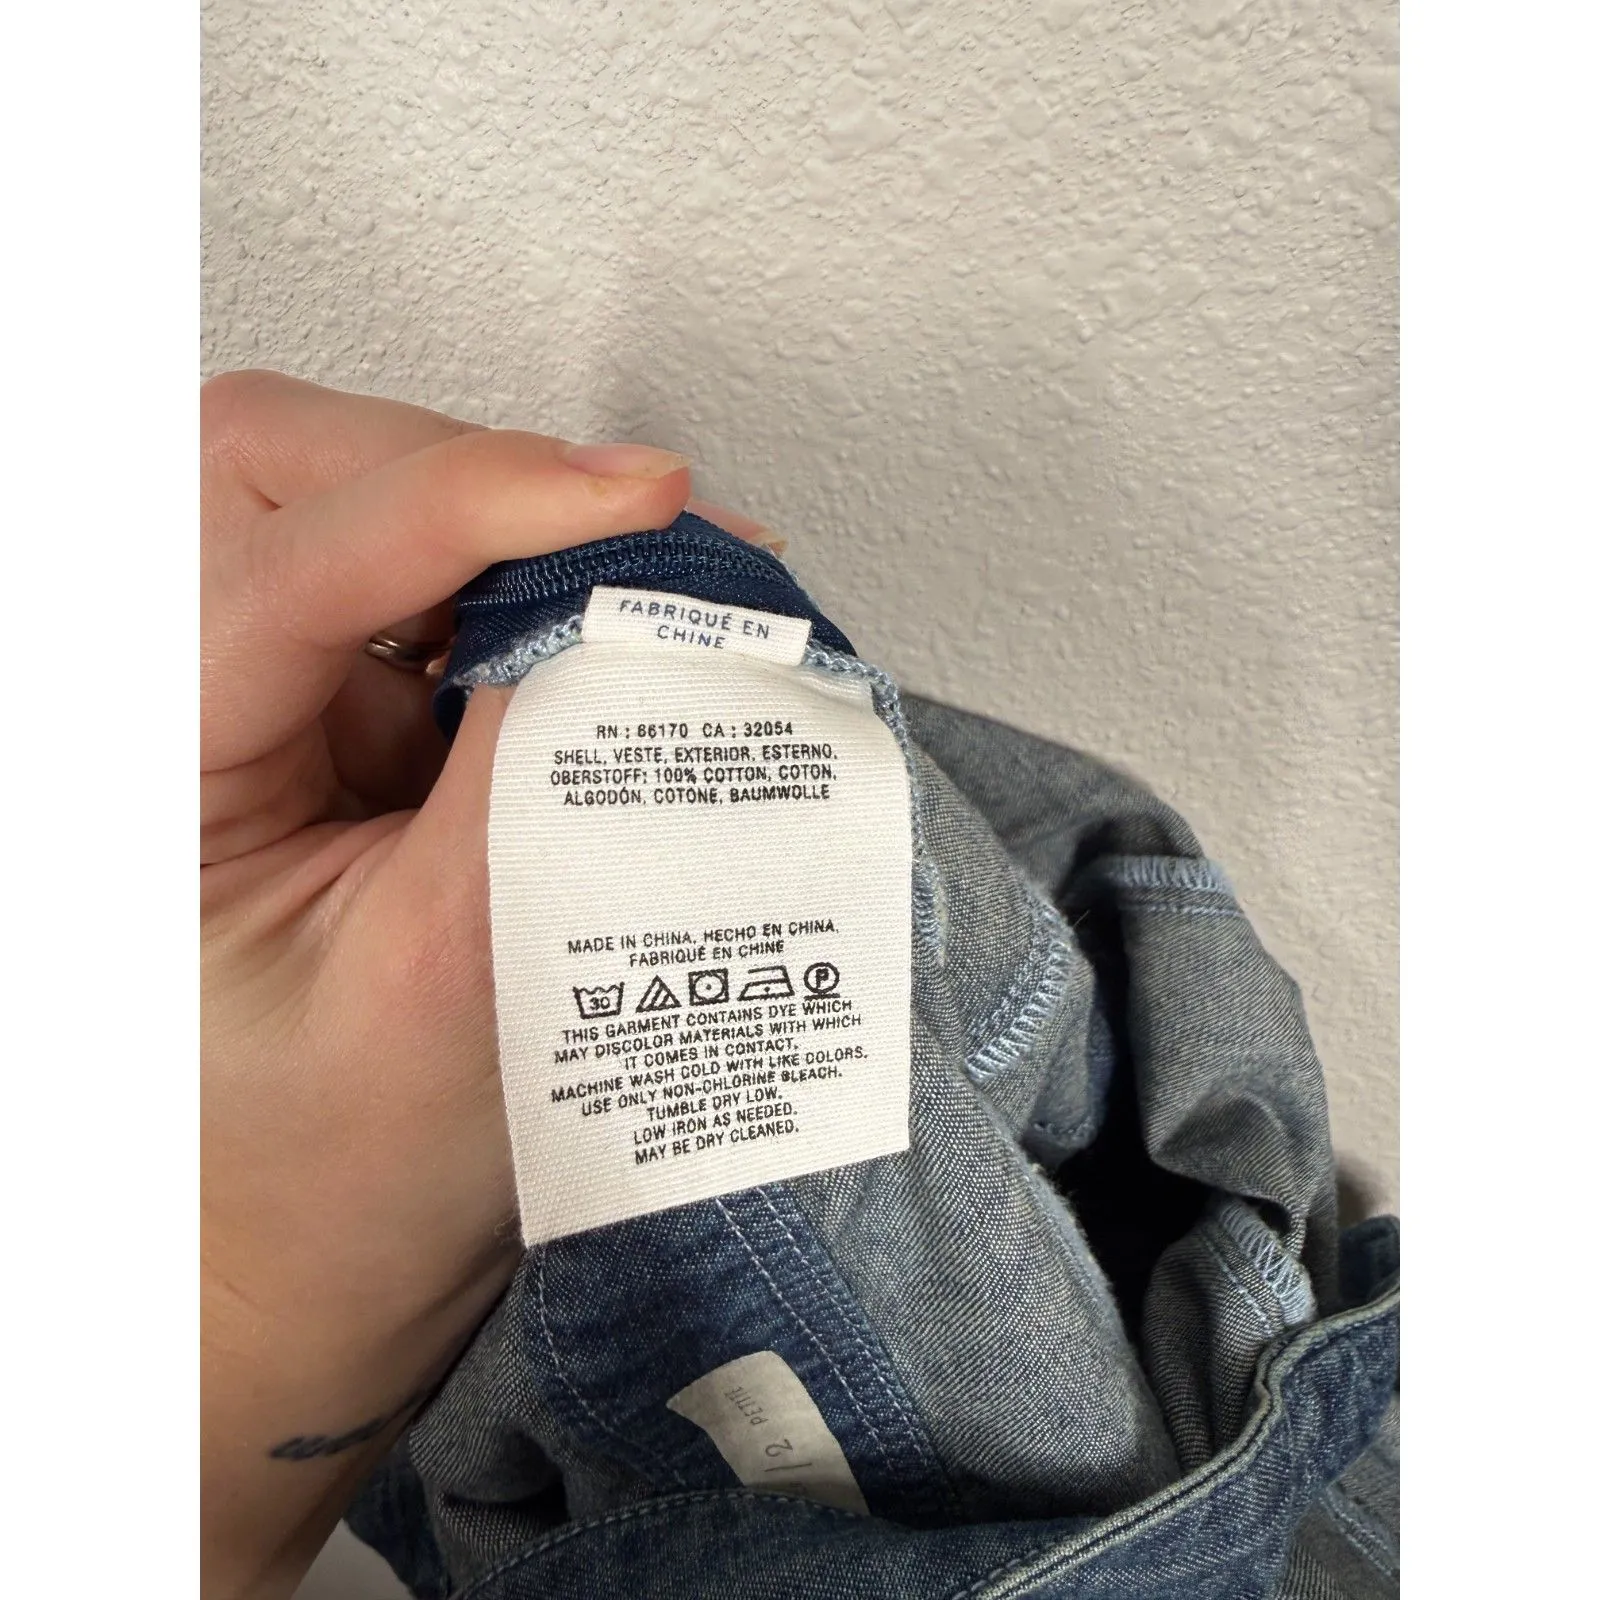 FABRIQUÉ EN
CHINE
RN : 86170 CA : 32054
SHELL, VESTE, EXTERIOR, ESTERNO,
OBERSTOFF: 100% COTTON, COTON,
ALGODÓN, COTONE, BAUMWOLLE
MADE IN CHINA, HECHO EN CHINA,
FABRIQUÉ EN CHINE
30 P
THIS GARMENT CONTAINS DYE WHICH
MAY DISCOLOR MATERIALS WITH WHICH
IT COMES IN CONTACT.
MACHINE WASH COLD WITH LIKE COLORS.
USE ONLY NON-CHLORINE BLEACH.
TUMBLE DRY LOW.
LOW IRON AS NEEDED.
MAY BE DRY CLEANED.
/2 PETIT